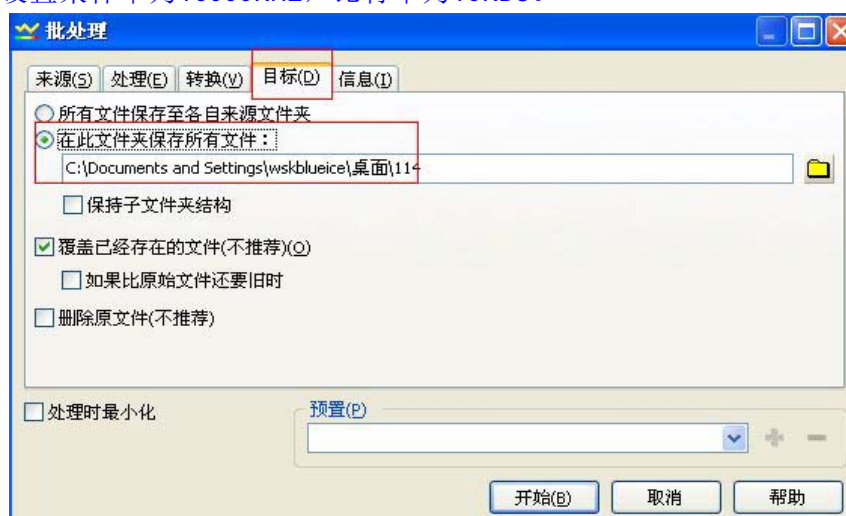 批处理
来源(S) 处理(E) 转换(V) 目标(D) 信息(I)
所有文件保存至各自来源文件夹
在此文件夹保存所有文件：
C:\Documents and Settings\wskblueice\桌面\114
保持子文件夹结构
覆盖已经存在的文件(不推荐)(O)
如果比原始文件还要旧时
删除原文件(不推荐)
处理时最小化
预置(P)
开始(B) 取消 帮助